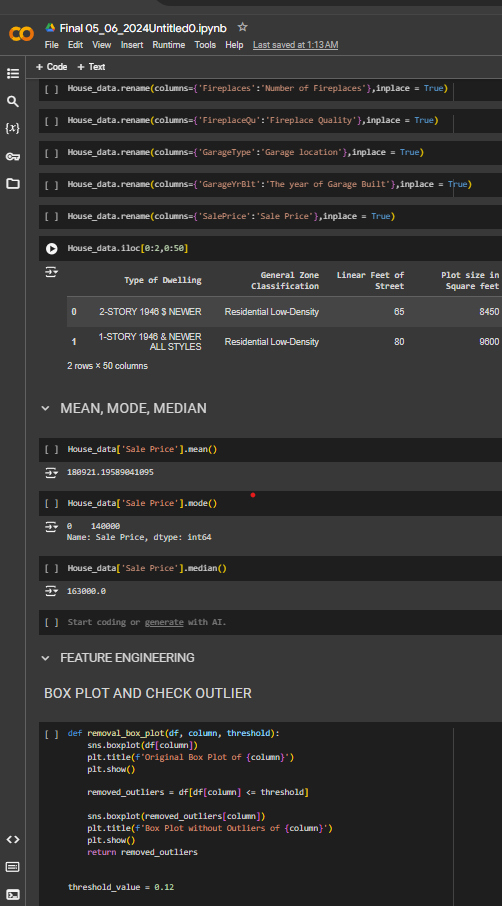 Final 05_06_2024Untitled0.ipynb
File Edit View Insert Runtime Tools Help Last saved at 1:13 AM
+ Code + Text
[ ] House_data.rename(columns={'Fireplaces':'Number of Fireplaces'},inplace = True)
[ ] House_data.rename(columns={'FireplaceQu':'Fireplace Quality'},inplace = True)
[ ] House_data.rename(columns={'GarageType':'Garage location'},inplace = True)
[ ] House_data.rename(columns={'GarageYrBlt':'The year of Garage Built'},inplace = True)
[ ] House_data.rename(columns={'SalePrice':'Sale Price'},inplace = True)
House_data.iloc[0:2,0:50]
Type of Dwelling General Zone Classification Linear Feet of Street Plot size in Square feet
0 2-STORY 1946 $ NEWER Residential Low-Density 65 8450
1 1-STORY 1946 & NEWER ALL STYLES Residential Low-Density 80 9600
2 rows × 50 columns
MEAN, MODE, MEDIAN
[ ] House_data['Sale Price'].mean()
180921.19589041095
[ ] House_data['Sale Price'].mode()
0    140000
Name: Sale Price, dtype: int64
[ ] House_data['Sale Price'].median()
163000.0
[ ] Start coding or generate with AI.
FEATURE ENGINEERING
BOX PLOT AND CHECK OUTLIER
[ ] def removal_box_plot(df, column, threshold):
sns.boxplot(df[column])
plt.title(f'Original Box Plot of {column}')
plt.show()
removed_outliers = df[df[column] <= threshold]
sns.boxplot(removed_outliers[column])
plt.title(f'Box Plot without Outliers of {column}')
plt.show()
return removed_outliers
threshold_value = 0.12